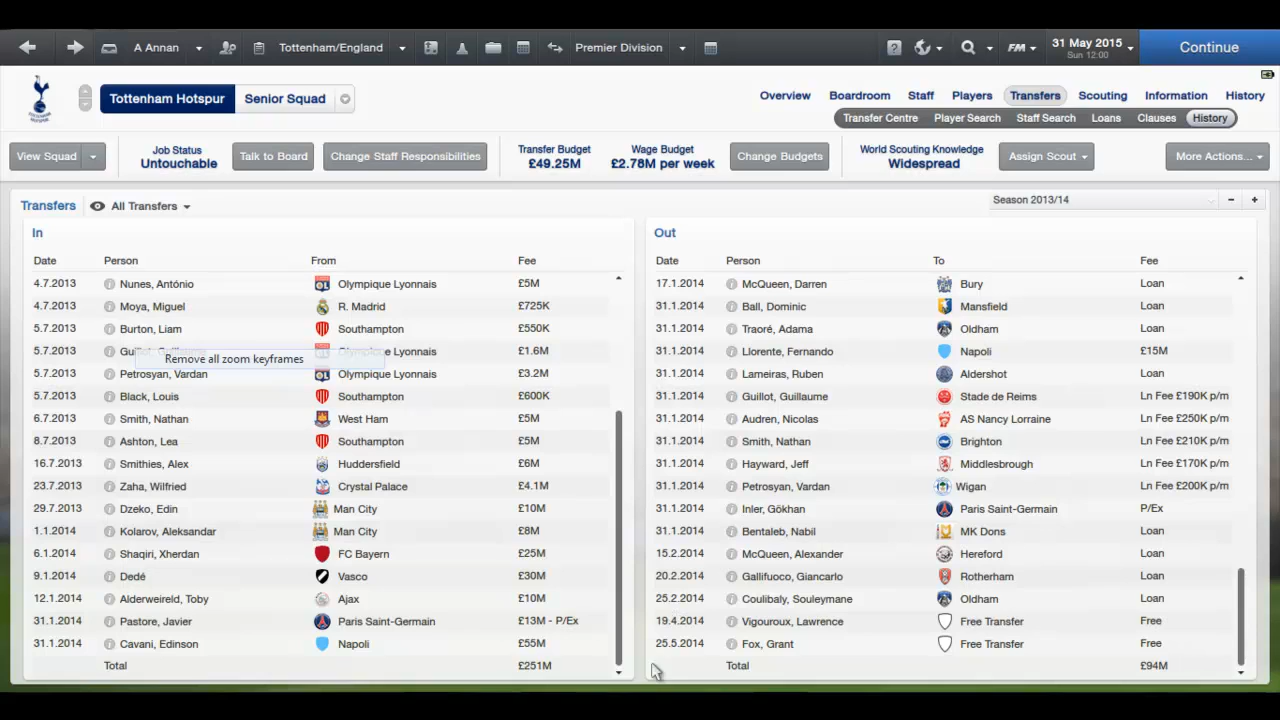 A Annan Tottenham/England Premier Division FM 31 May 2015 Sun 12:00 Continue
Tottenham Hotspur Senior Squad Overview Boardroom Staff Players Transfers Scouting Information History
Transfer Centre Player Search Staff Search Loans Clauses History
View Squad Job Status Untouchable Talk to Board Change Staff Responsibilities Transfer Budget £49.25M Wage Budget £2.78M per week Change Budgets World Scouting Knowledge Widespread Assign Scout More Actions...
Transfers All Transfers Season 2013/14 - +
In
Date Person From Fee
4.7.2013 Nunes, António Olympique Lyonnais £5M
4.7.2013 Moya, Miguel R. Madrid £725K
5.7.2013 Burton, Liam Southampton £550K
5.7.2013 Guillot, Guillaume Olympique Lyonnais £1.6M
Remove all zoom keyframes
5.7.2013 Petrosyan, Vardan Olympique Lyonnais £3.2M
5.7.2013 Black, Louis Southampton £600K
6.7.2013 Smith, Nathan West Ham £5M
8.7.2013 Ashton, Lea Southampton £5M
16.7.2013 Smithies, Alex Huddersfield £6M
23.7.2013 Zaha, Wilfried Crystal Palace £4.1M
29.7.2013 Dzeko, Edin Man City £10M
1.1.2014 Kolarov, Aleksandar Man City £8M
6.1.2014 Shaqiri, Xherdan FC Bayern £25M
9.1.2014 Dedé Vasco £30M
12.1.2014 Alderweireld, Toby Ajax £10M
31.1.2014 Pastore, Javier Paris Saint-Germain £13M - P/Ex
31.1.2014 Cavani, Edinson Napoli £55M
Total £251M
Out
Date Person To Fee
17.1.2014 McQueen, Darren Bury Loan
31.1.2014 Ball, Dominic Mansfield Loan
31.1.2014 Traoré, Adama Oldham Loan
31.1.2014 Llorente, Fernando Napoli £15M
31.1.2014 Lameiras, Ruben Aldershot Loan
31.1.2014 Guillot, Guillaume Stade de Reims Ln Fee £190K p/m
31.1.2014 Audren, Nicolas AS Nancy Lorraine Ln Fee £250K p/m
31.1.2014 Smith, Nathan Brighton Ln Fee £210K p/m
31.1.2014 Hayward, Jeff Middlesbrough Ln Fee £170K p/m
31.1.2014 Petrosyan, Vardan Wigan Ln Fee £200K p/m
31.1.2014 Inler, Gökhan Paris Saint-Germain P/Ex
31.1.2014 Bentaleb, Nabil MK Dons Loan
15.2.2014 McQueen, Alexander Hereford Loan
20.2.2014 Gallifuoco, Giancarlo Rotherham Loan
25.2.2014 Coulibaly, Souleymane Oldham Loan
19.4.2014 Vigouroux, Lawrence Free Transfer Free
25.5.2014 Fox, Grant Free Transfer Free
Total £94M